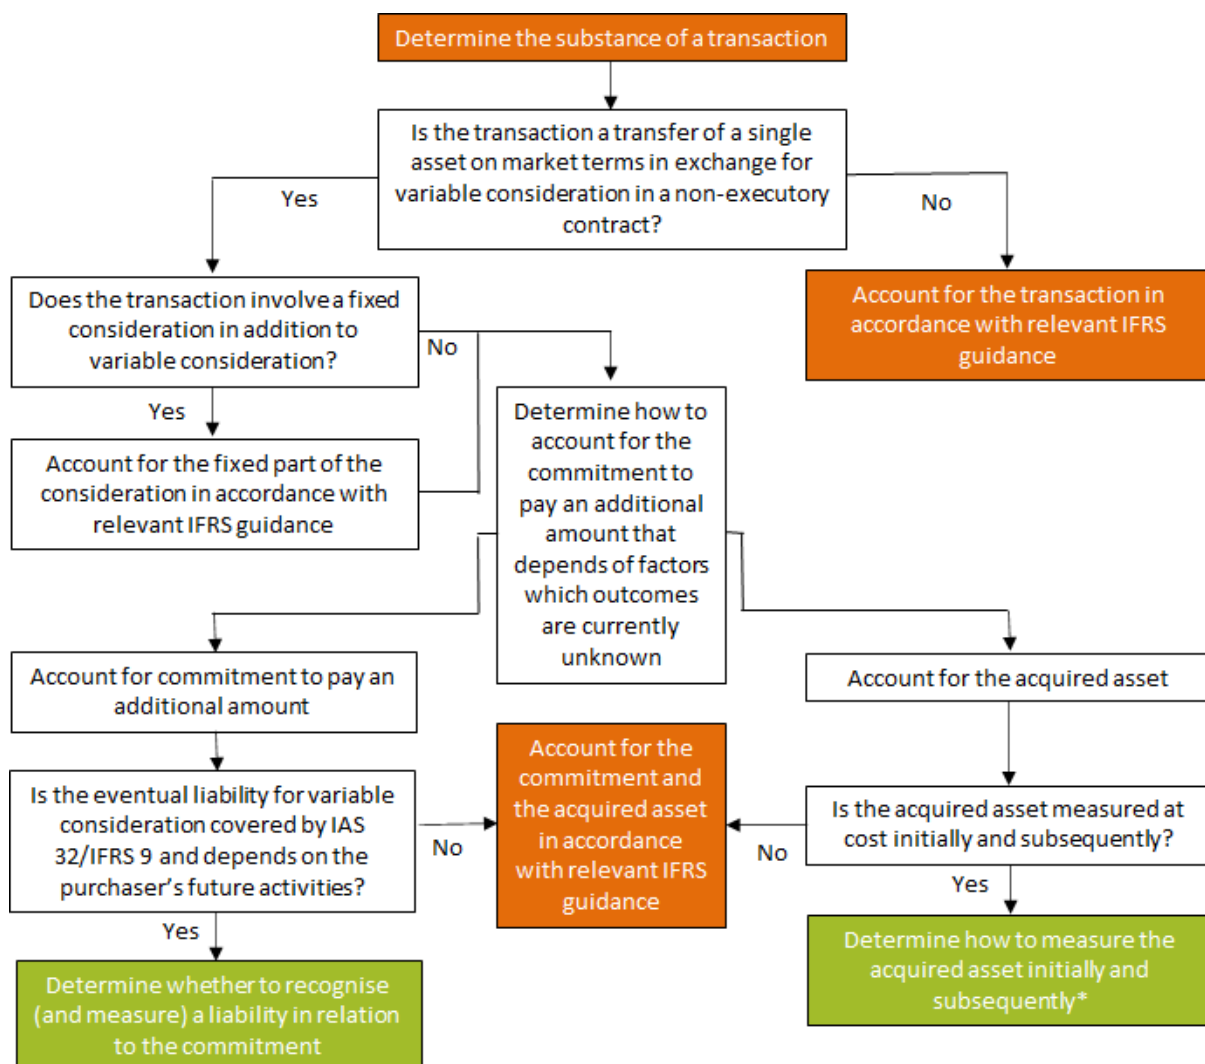 Determine the substance of a transaction
Is the transaction a transfer of a single
asset on market terms in exchange for
variable consideration in a non-executory
contract?
Yes
No
Does the transaction involve a fixed
consideration in addition to
variable consideration?
No
Yes
Account for the transaction in
accordance with relevant IFRS
guidance
Account for the fixed part of the
consideration in accordance with
relevant IFRS guidance
Determine how to
account for the
commitment to
pay an additional
amount that
depends of factors
which outcomes
are currently
unknown
Account for commitment to pay an
additional amount
Account for the acquired asset
Is the eventual liability for variable
consideration covered by IAS
32/IFRS 9 and depends on the
purchaser's future activities?
No
Yes
Account for the
commitment and
the acquired asset
in accordance
with relevant IFRS
guidance
Is the acquired asset measured at
cost initially and subsequently?
No
Yes
Determine whether to recognise
(and measure) a liability in relation
to the commitment
Determine how to measure the
acquired asset initially and
subsequently*